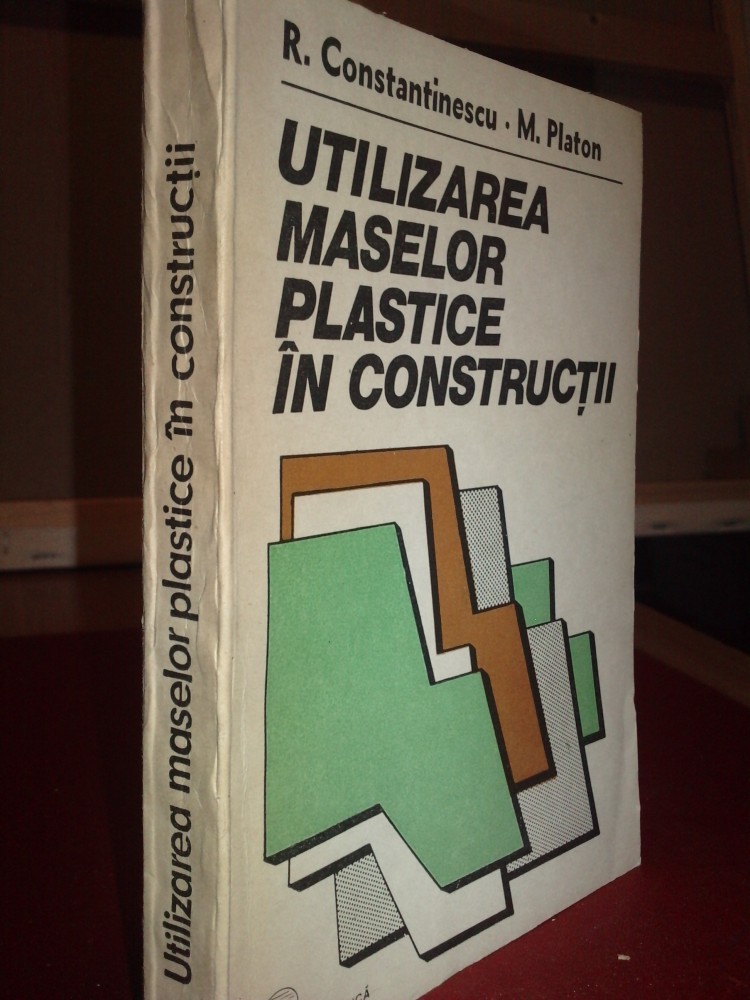 R. Constantinescu . M. Platon
UTILIZAREA
MASELOR
PLASTICE
ÎN CONSTRUCȚII
Utilizarea maselor plastice în construcții